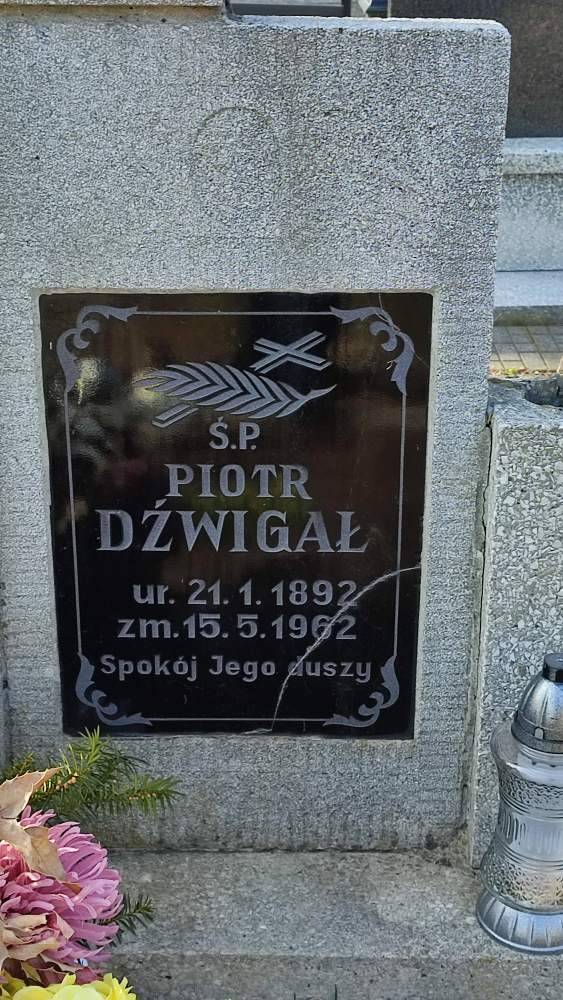 Ś.P.
PIOTR
DŹWIGAŁ
ur. 21.1.1892
zm.15.5.1962
Spokój Jego duszy